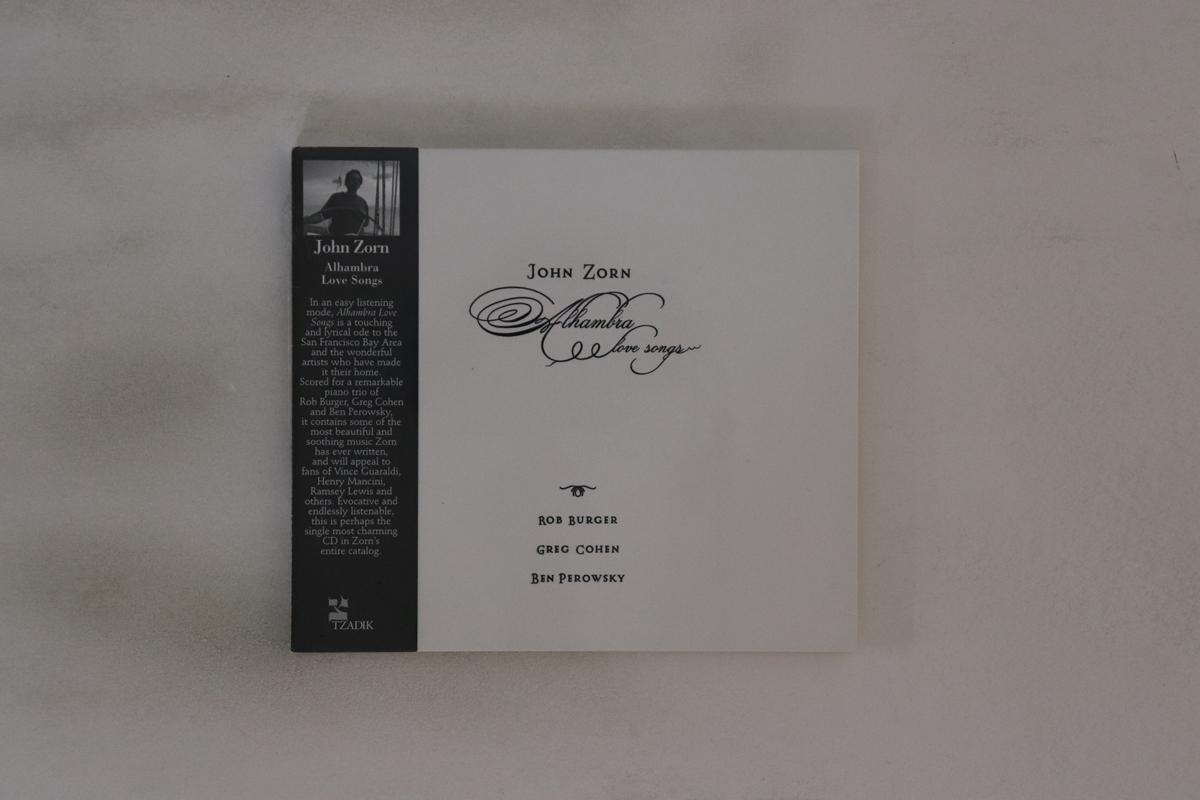 John Zorn
Alhambra
Love Songs
In an easy listening
mode, Alhambra Love
Songs is a touching
and lyrical ode to the
San Francisco Bay Area
and the wonderful
artists who have made
it their home.
Scored for a remarkable
piano trio of
Rob Burger, Greg Cohen
and Ben Perowsky,
it contains some of the
most beautiful and
soothing music Zorn
has ever written,
and will appeal to
fans of Vince Guaraldi,
Henry Mancini,
Ramsey Lewis and
others. Evocative and
endlessly listenable,
this is perhaps the
single most charming
CD in Zorn's
entire catalog.
צ
TZADIK
John Zorn
Alhambra
love songs
Rob Burger
Greg Cohen
Ben Perowsky